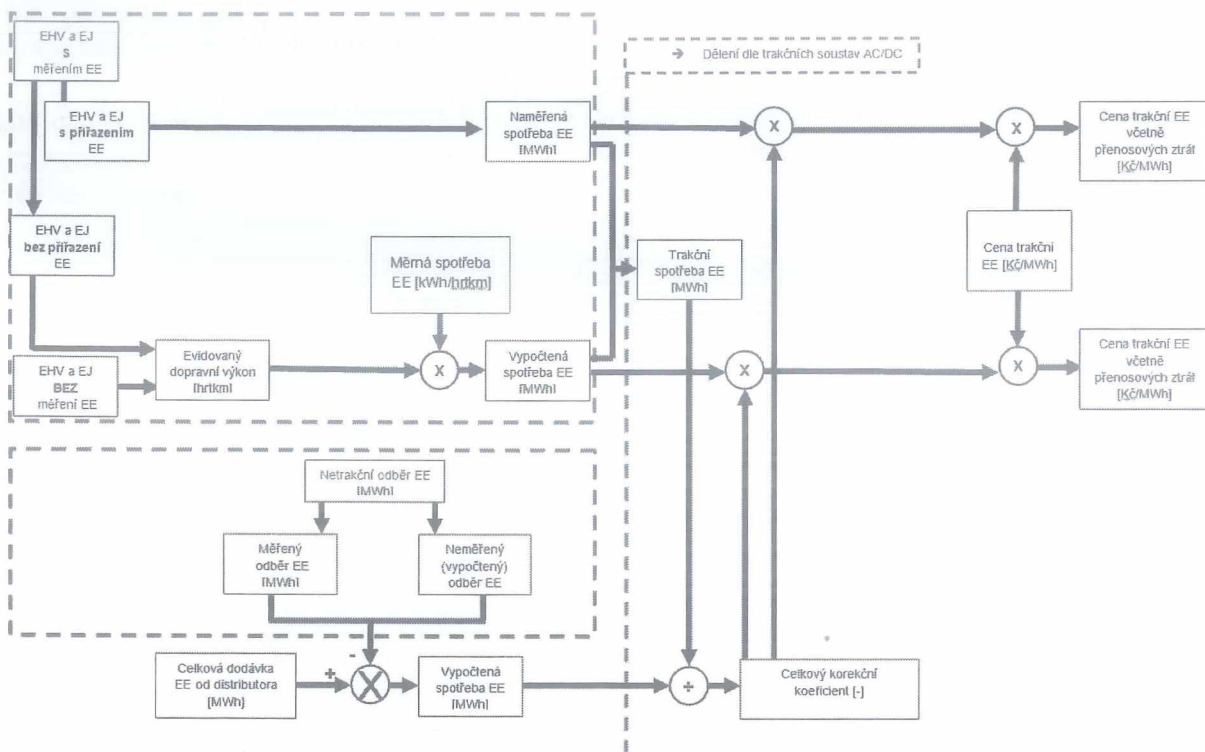 EHV a EJ
S
měřením EE
➔ Dělení dle trakčních soustav AC/DC
EHV a EJ
s přiřazením
EE
Naměřená
spotřeba EE
[MWh]
X
X
Cena trakční EE
včetně
přenosových ztrát
[Kč/MWh]
EHV a EJ
bez přiřazení
EE
Měrná spotřeba
EE [kWh/hrtkm]
Trakční
spotřeba EE
[MWh]
Cena trakční
EE [Kč/MWh]
EHV a EJ
BEZ
měření EE
Evidovaný
dopravní výkon
[hrtkm]
X
Vypočtená
spotřeba EE
[MWh]
X
X
Cena trakční EE
včetně
přenosových ztrát
[Kč/MWh]
Netrakční odběr EE
[MWh]
Měřený
odběr EE
[MWh]
Neměřený
(vypočtený)
odběr EE
Celková dodávka
EE od distributora
[MWh]
+
-
X
Vypočtená
spotřeba EE
[MWh]
÷
Celkový korekční
koeficient [-]